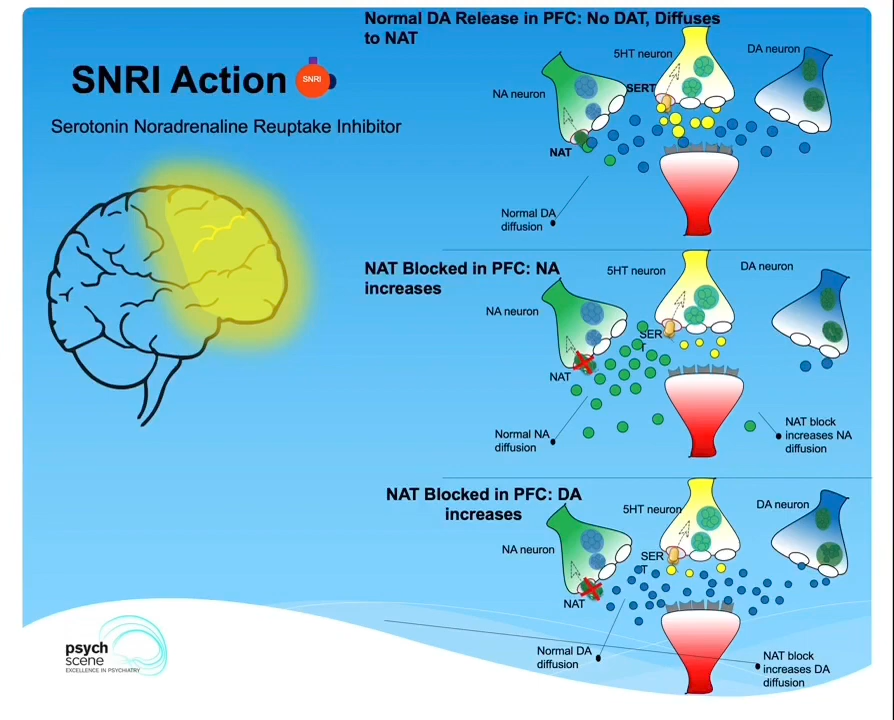 SNRI Action
SNRI
Serotonin Noradrenaline Reuptake Inhibitor
Normal DA Release in PFC: No DAT, Diffuses
to NAT
5HT neuron
DA neuron
NA neuron
SERT
NAT
Normal DA
diffusion
NAT Blocked in PFC: NA
increases
5HT neuron
DA neuron
NA neuron
SER
T
NAT
Normal NA
diffusion
NAT block
increases NA
diffusion
NAT Blocked in PFC: DA
increases
5HT neuron
DA neuron
NA neuron
SER
T
NAT
Normal DA
diffusion
NAT block
increases DA
diffusion
psych
scene
EXCELLENCE IN PSYCHIATRY